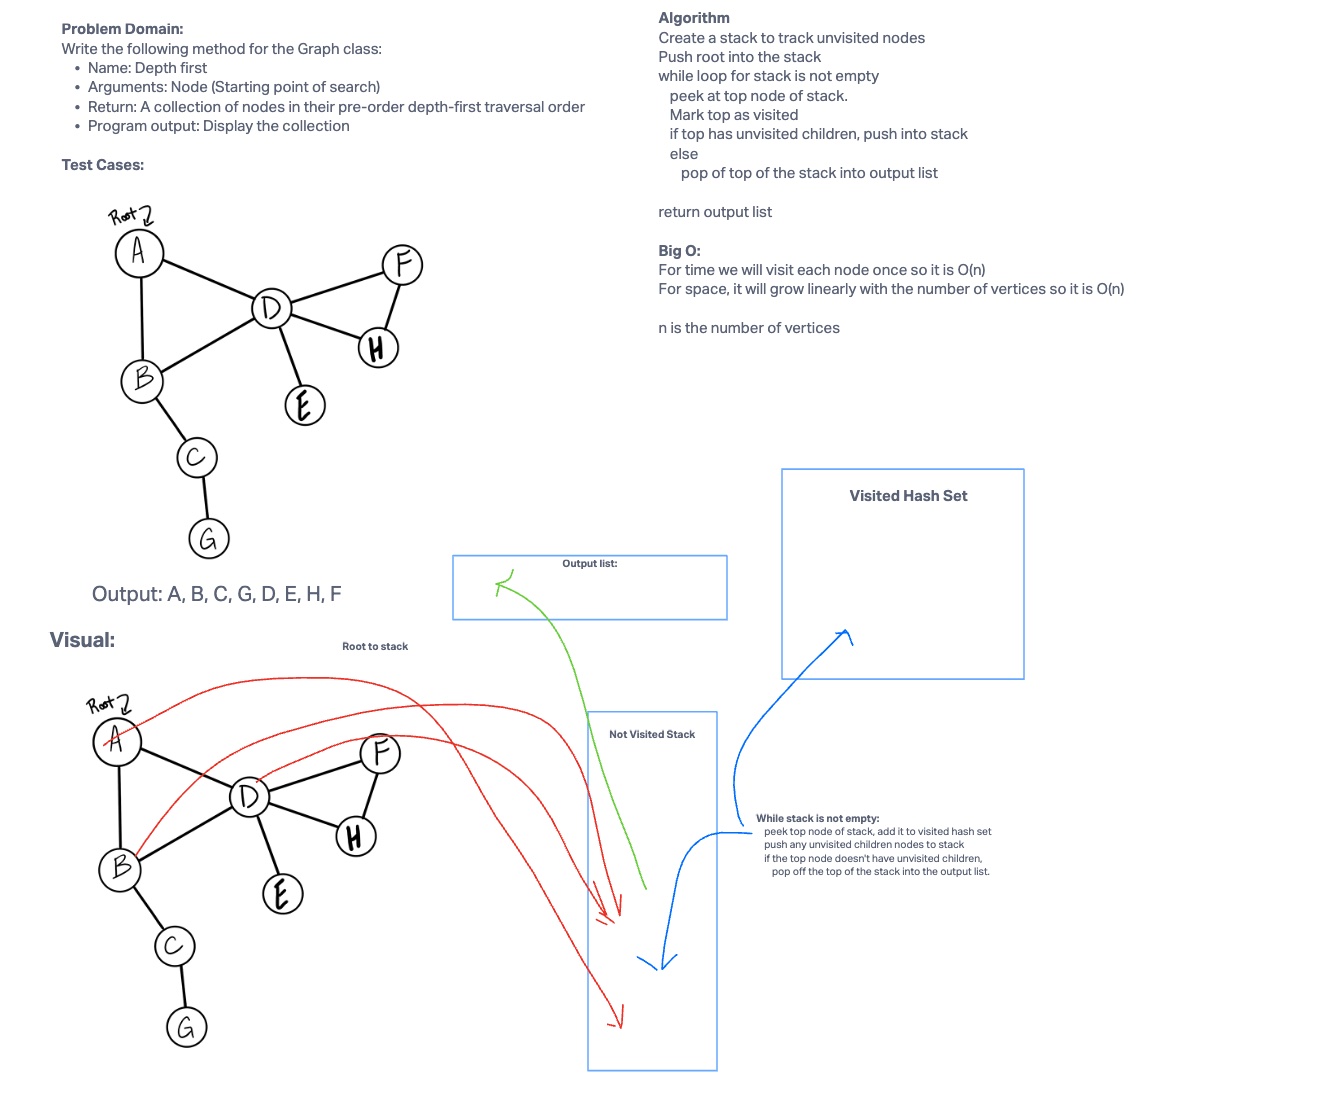 Problem Domain:
Write the following method for the Graph class:
• Name: Depth first
• Arguments: Node (Starting point of search)
• Return: A collection of nodes in their pre-order depth-first traversal order
• Program output: Display the collection
Test Cases:
Root
A
D
F
H
B
E
C
G
Output: A, B, C, G, D, E, H, F
Algorithm
Create a stack to track unvisited nodes
Push root into the stack
while loop for stack is not empty
peek at top node of stack.
Mark top as visited
if top has unvisited children, push into stack
else
pop of top of the stack into output list
return output list
Big O:
For time we will visit each node once so it is O(n)
For space, it will grow linearly with the number of vertices so it is O(n)
n is the number of vertices
Visual:
Root to stack
Root
A
D
F
H
B
E
C
G
Output list:
Visited Hash Set
Not Visited Stack
While stack is not empty:
peek top node of stack, add it to visited hash set
push any unvisited children nodes to stack
if the top node doesn't have unvisited children,
pop off the top of the stack into the output list.